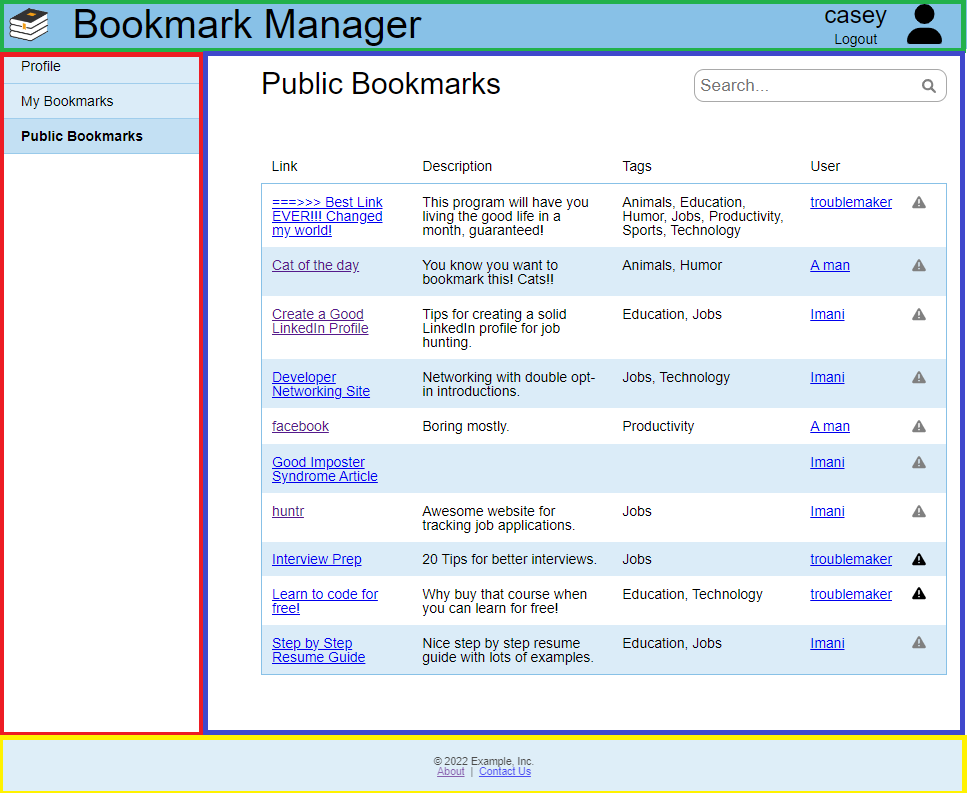 Bookmark Manager
casey
Logout
Profile
My Bookmarks
Public Bookmarks
Public Bookmarks
Search...
Link Description Tags User
===>>> Best Link This program will have you Animals, Education, troublemaker
EVER!!! Changed living the good life in a Humor, Jobs, Productivity,
my world! month, guaranteed! Sports, Technology
Cat of the day You know you want to Animals, Humor A man
bookmark this! Cats!!
Create a Good Tips for creating a solid Education, Jobs Imani
LinkedIn Profile LinkedIn profile for job
hunting.
Developer Networking with double opt- Jobs, Technology Imani
Networking Site in introductions.
facebook Boring mostly. Productivity A man
Good Imposter Imani
Syndrome Article
huntr Awesome website for Jobs Imani
tracking job applications.
Interview Prep 20 Tips for better interviews. Jobs troublemaker
Learn to code for Why buy that course when Education, Technology troublemaker
free! you can learn for free!
Step by Step Nice step by step resume Education, Jobs Imani
Resume Guide guide with lots of examples.
© 2022 Example, Inc.
About | Contact Us